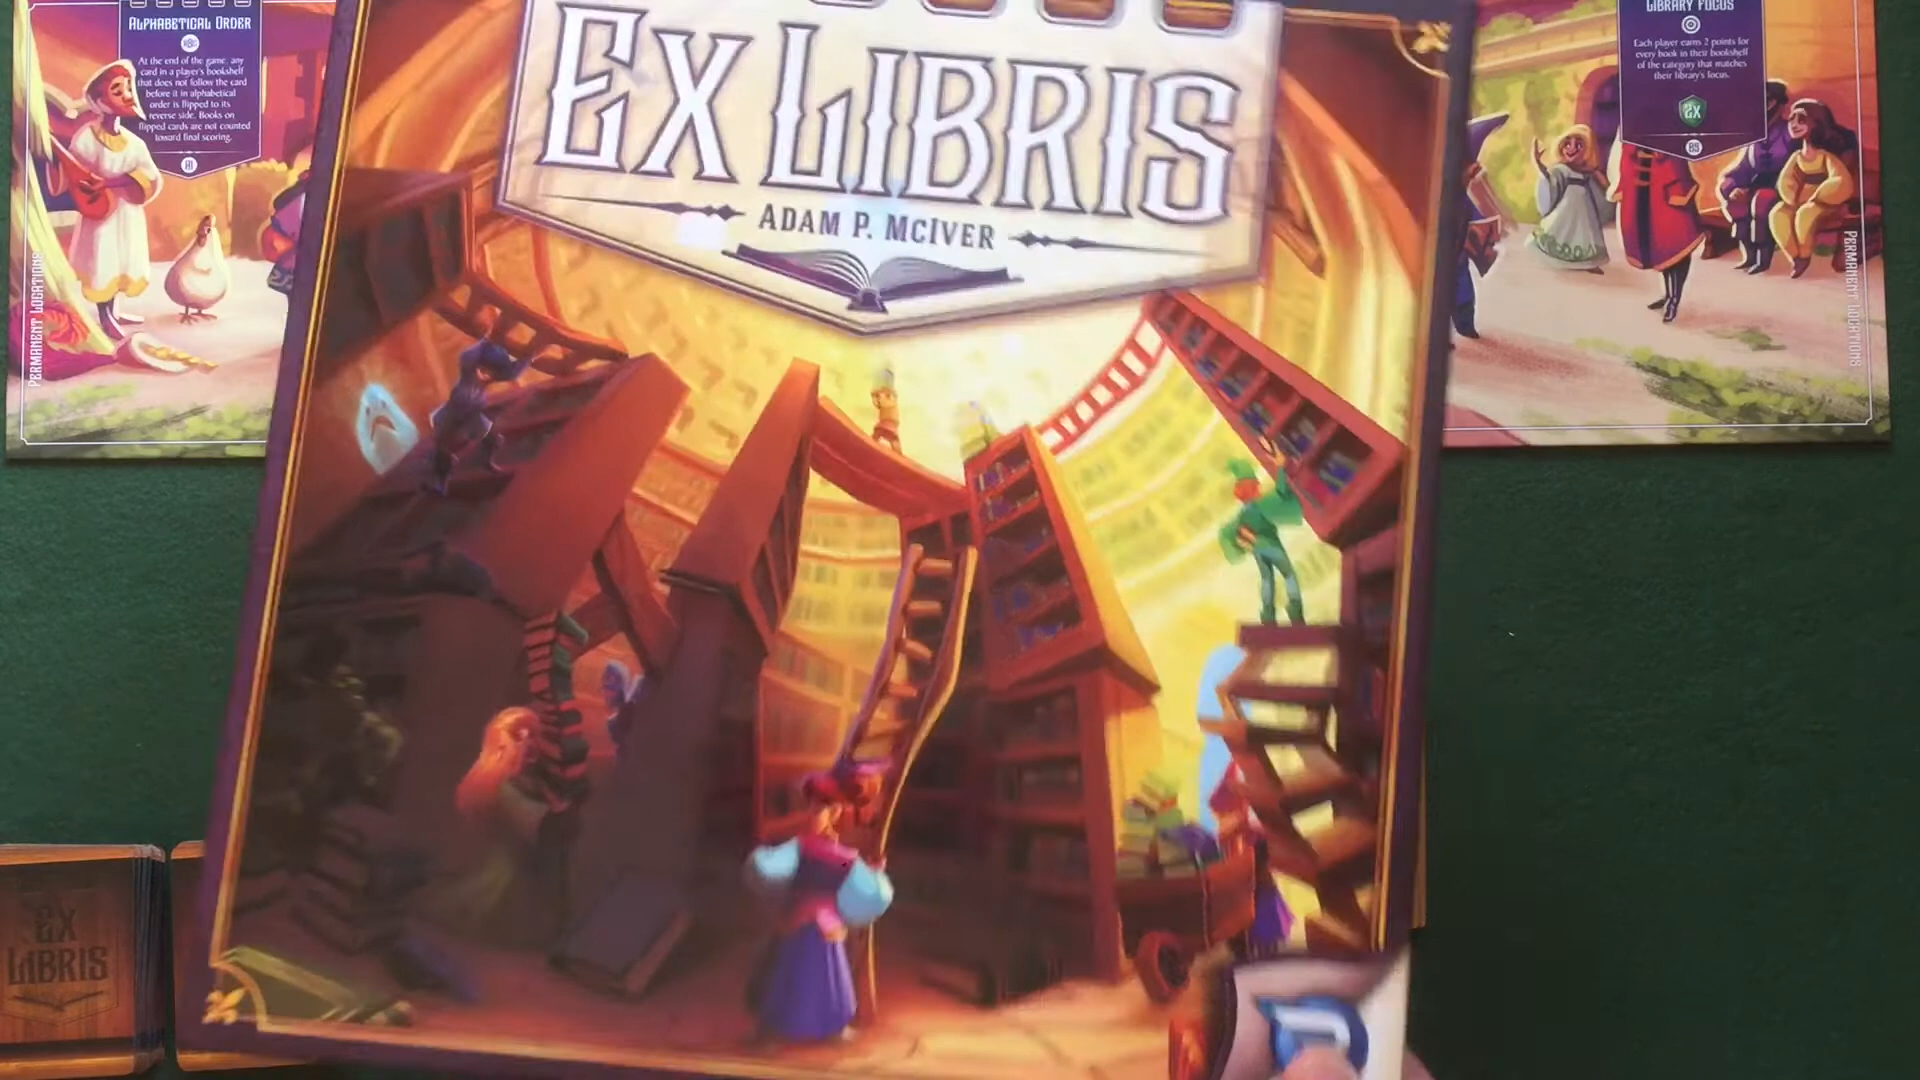 ALPHABETICAL ORDER
At the end of the game, any
card in a player's bookshelf
that does not follow the card
before it in alphabetical
order is flipped to its
reverse side. Books on
flipped cards are not counted
toward final scoring.
PERMANENT LOCATIONS
EX LIBRIS
ADAM P. MCIVER
LIBRARY FOCUS
Each player earns 2 points for
every book in their bookshelf
of the category that matches
their library's focus.
2X
PERMANENT LOCATIONS
EX
LIBRIS